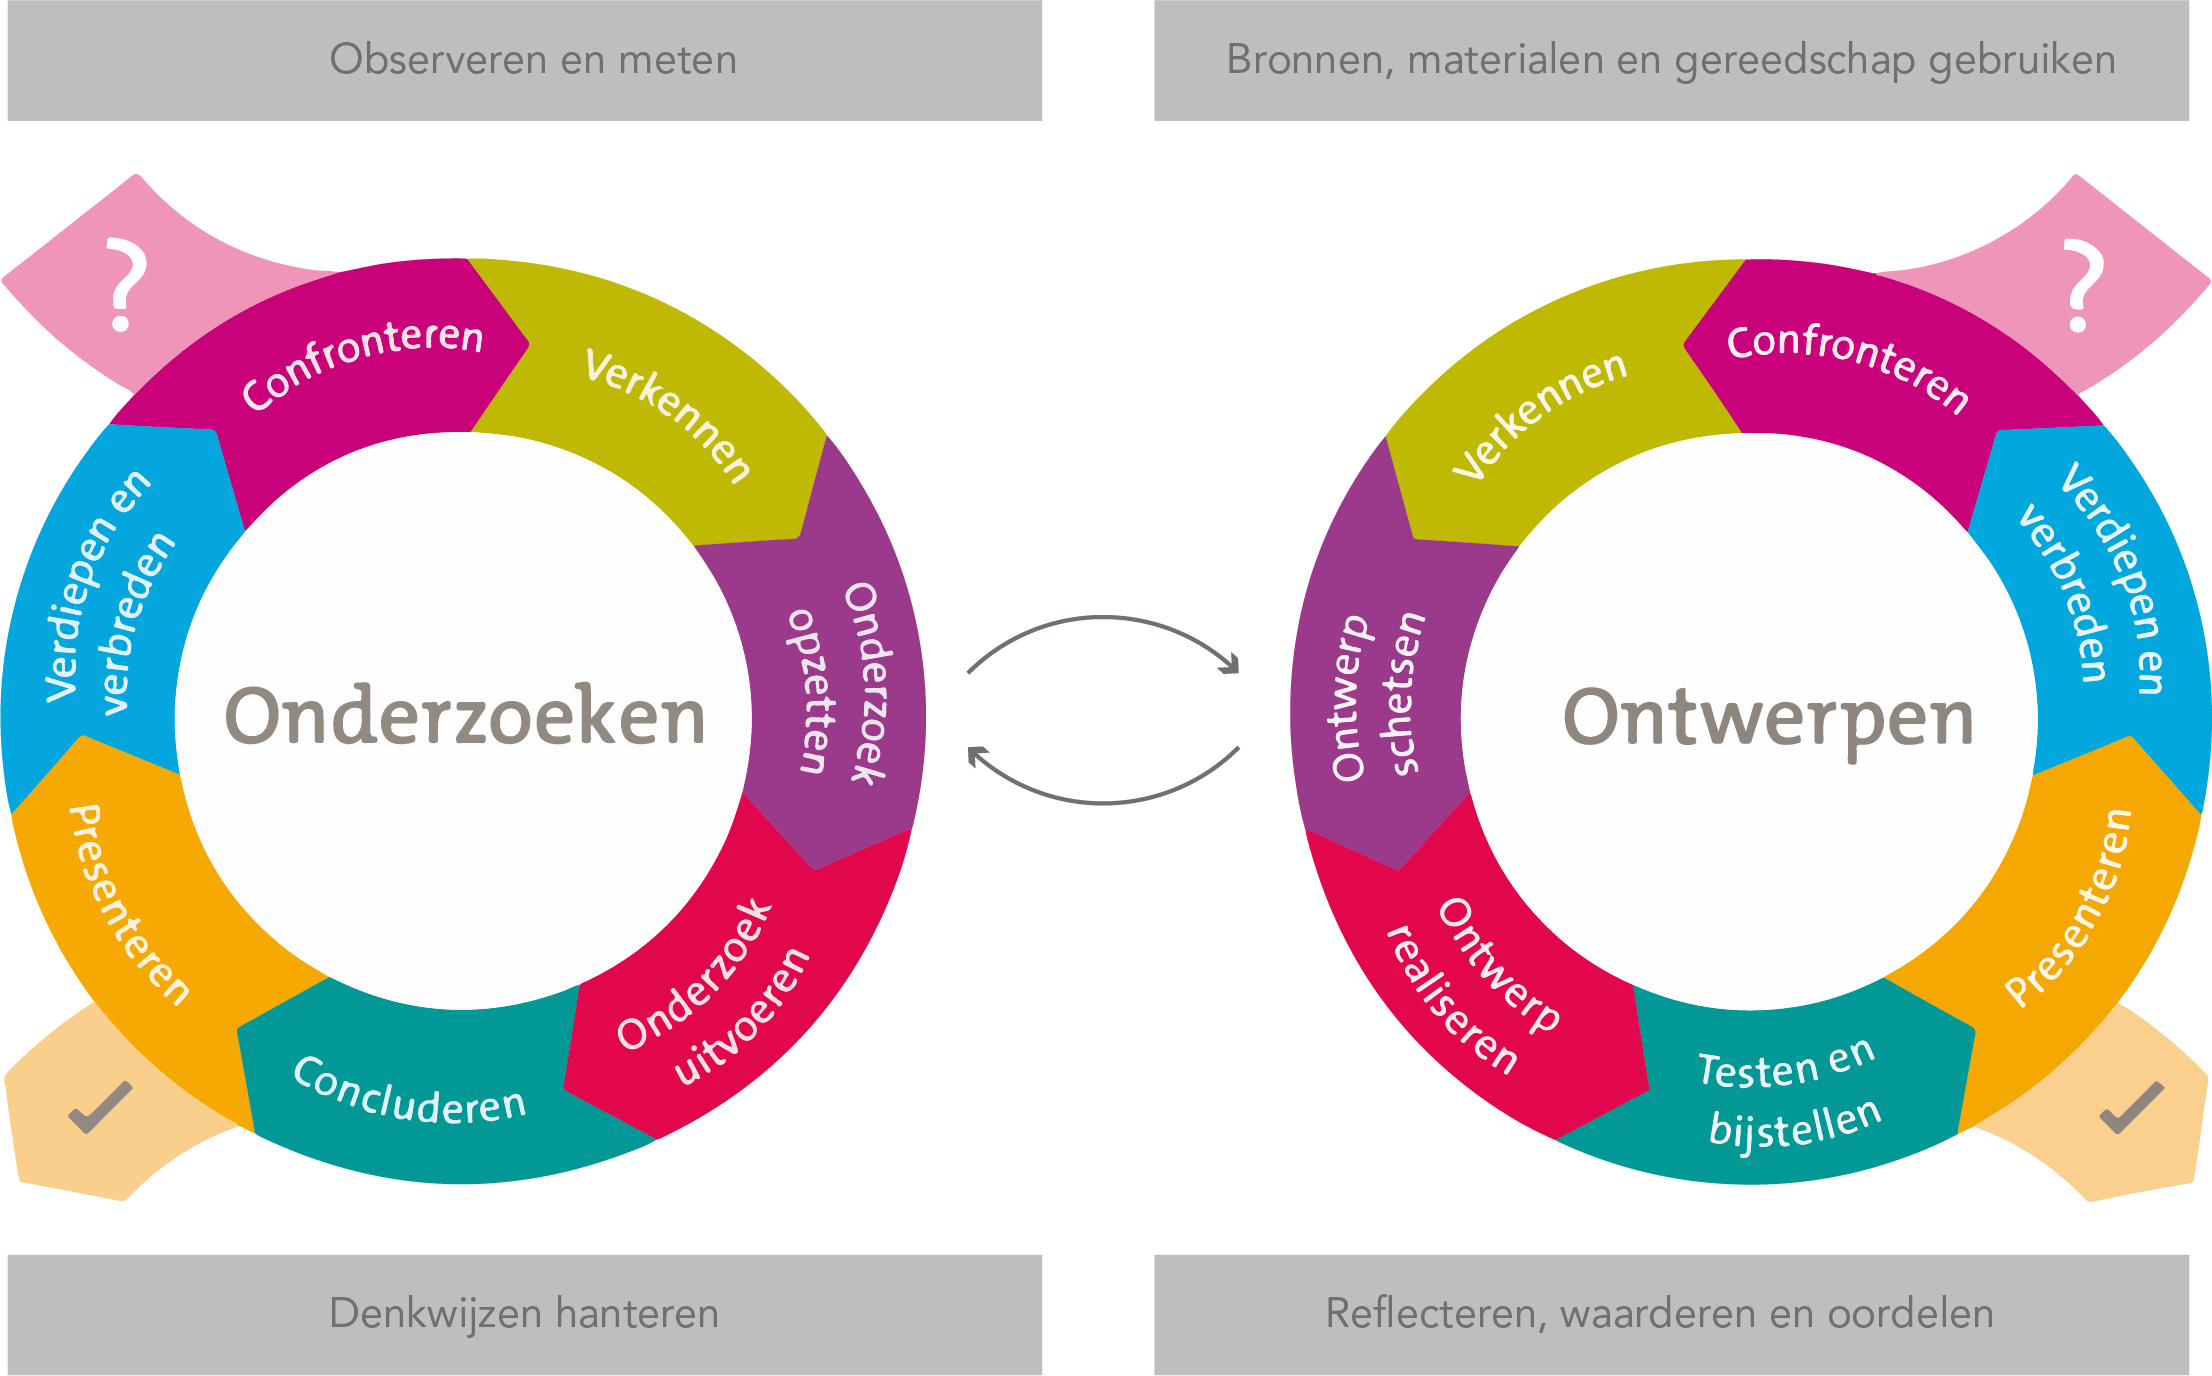 Observeren en meten
Bronnen, materialen en gereedschap gebruiken
?
Confronteren
Verkennen
Onderzoek
opzetten
Onderzoek
uitvoeren
Concluderen
Presenteren
Verdiepen en
verbreden
Onderzoeken
?
Confronteren
Verkennen
Ontwerp
schetsen
Ontwerp
realiseren
Testen en
bijstellen
Presenteren
Verdiepen en
verbreden
Ontwerpen
Denkwijzen hanteren
Reflecteren, waarderen en oordelen